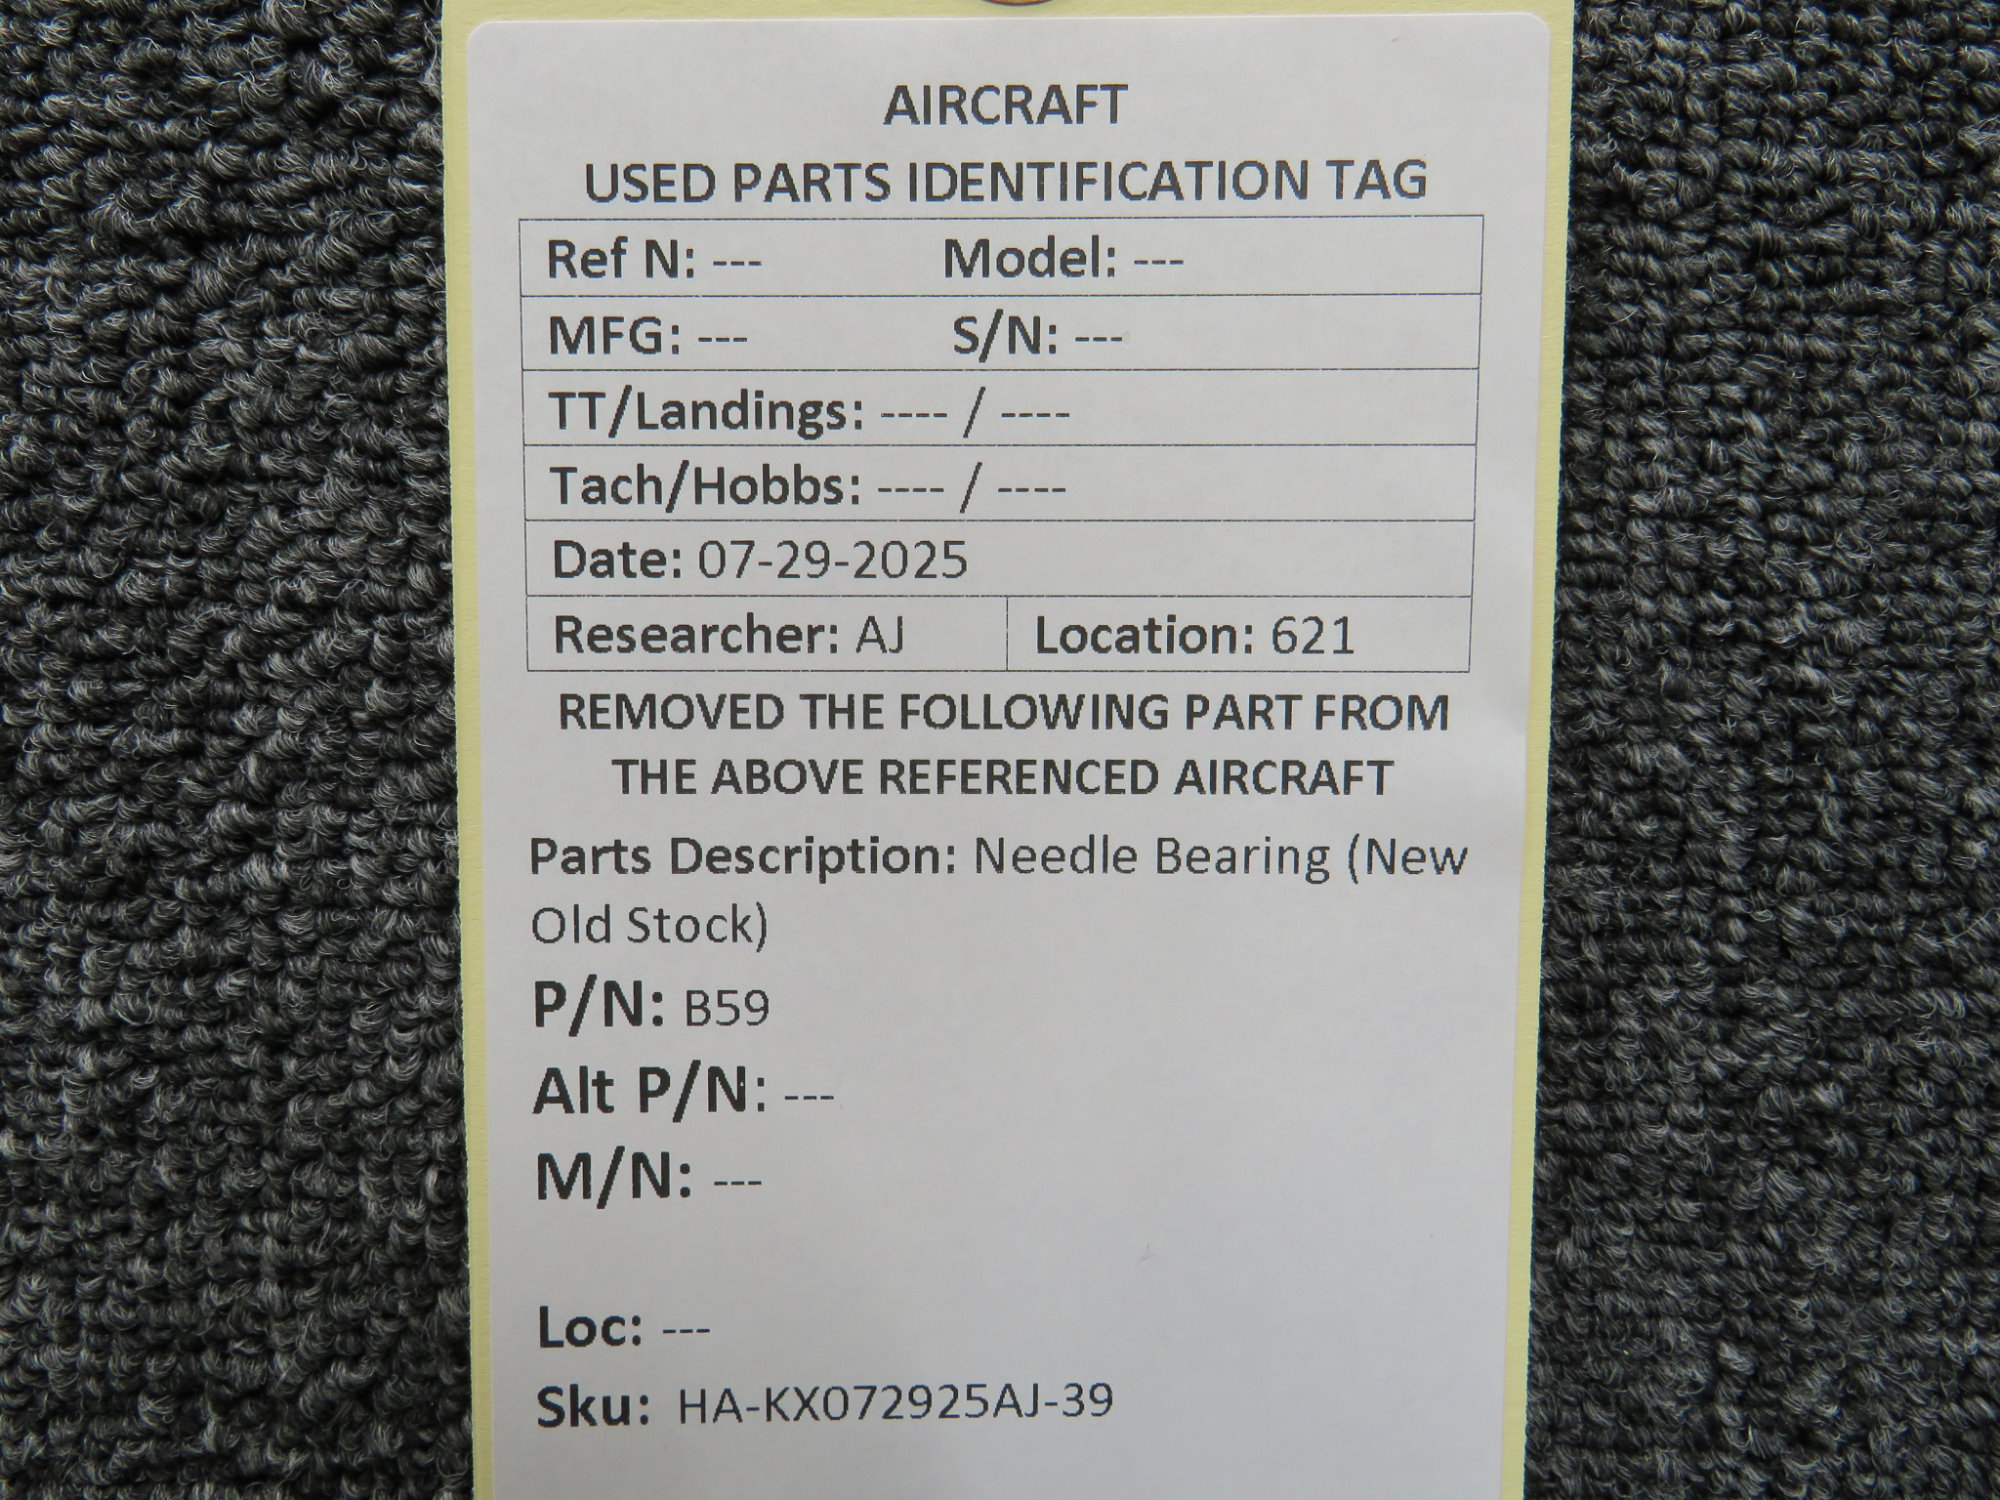 AIRCRAFT
USED PARTS IDENTIFICATION TAG
Ref N: --- Model: ---
MFG: --- S/N: ---
TT/Landings: ---- / ----
Tach/Hobbs: ---- / ----
Date: 07-29-2025
Researcher: AJ Location: 621
REMOVED THE FOLLOWING PART FROM
THE ABOVE REFERENCED AIRCRAFT
Parts Description: Needle Bearing (New
Old Stock)
P/N: B59
Alt P/N: ---
M/N: ---
Loc: ---
Sku: HA-KX072925AJ-39